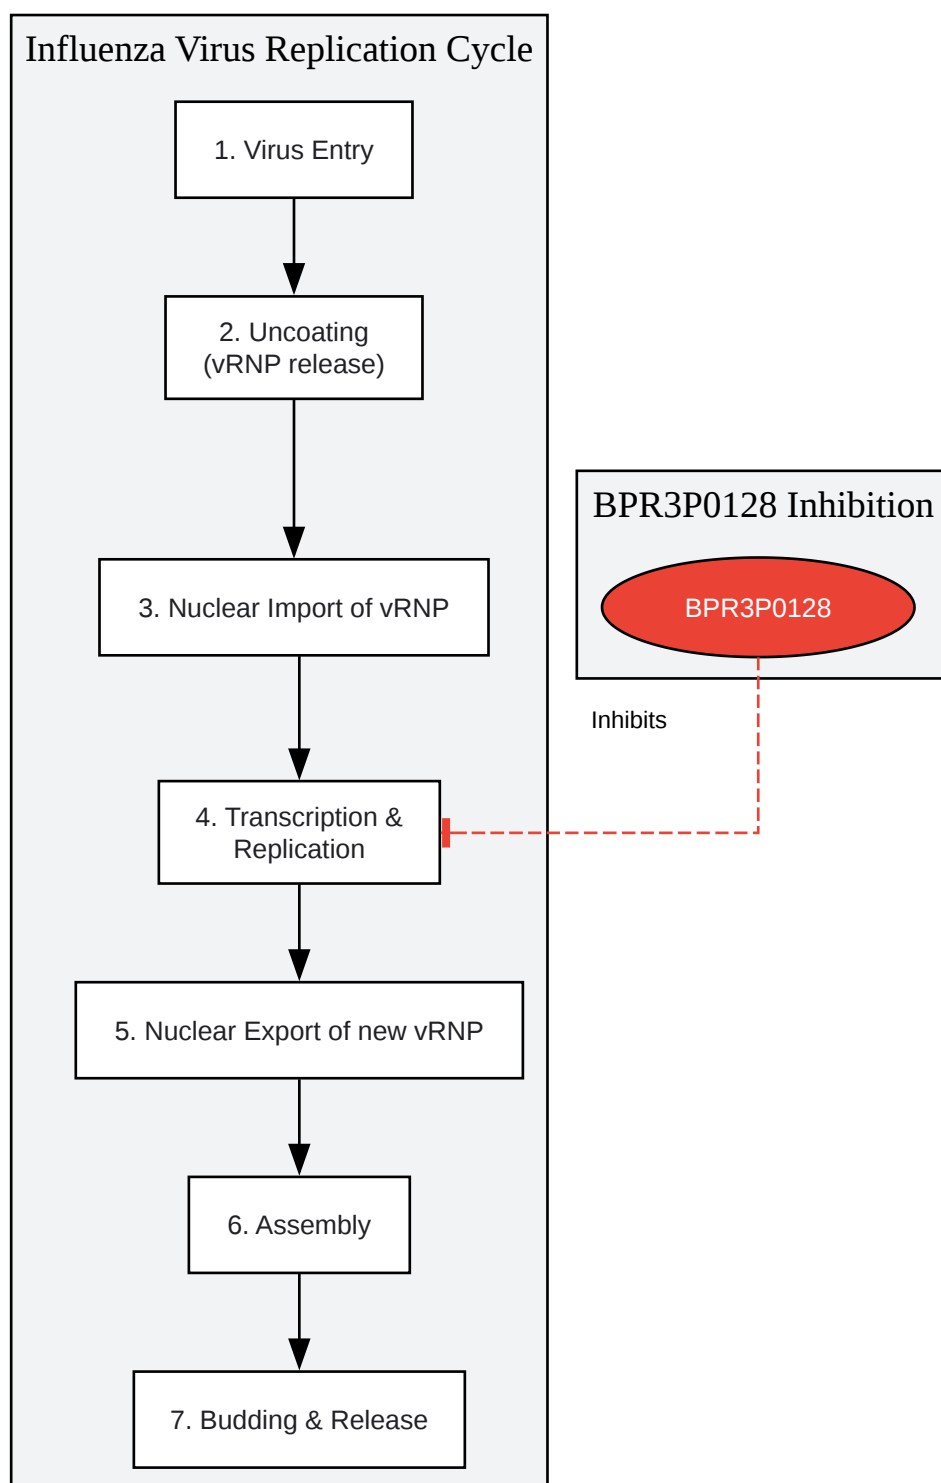 Influenza Virus Replication Cycle
1. Virus Entry
2. Uncoating
(vRNP release)
3. Nuclear Import of vRNP
4. Transcription &
Replication
5. Nuclear Export of new vRNP
6. Assembly
7. Budding & Release
BPR3P0128 Inhibition
BPR3P0128
Inhibits